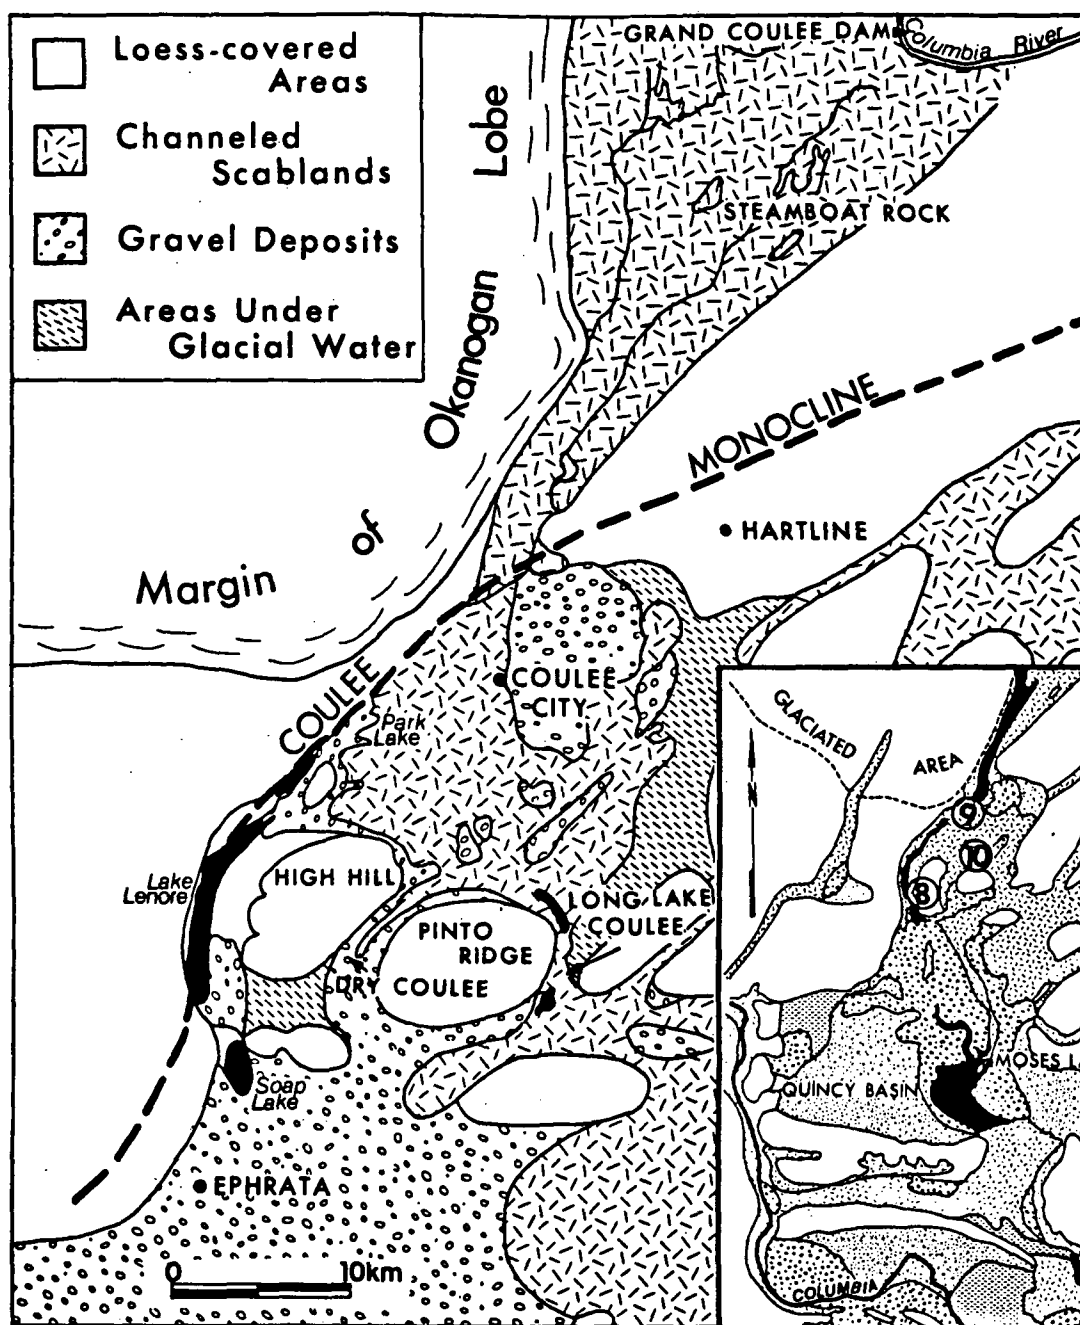 Loess-covered
Areas
Channeled
Scablands
Gravel Deposits
Areas Under
Glacial Water
GRAND COULEE DAM
Columbia River
STEAMBOAT ROCK
Margin of Okanogan Lobe
COULEE MONOCLINE
HARTLINE
COULEE
CITY
Park
Lake
Lake
Lenore
HIGH HILL
LONG LAKE
COULEE
PINTO
RIDGE
DRY COULEE
Soap
Lake
EPHRATA
0 10km
GLACIATED AREA
N
9
10
8
MOSES L
QUINCY BASIN
COLUMBIA